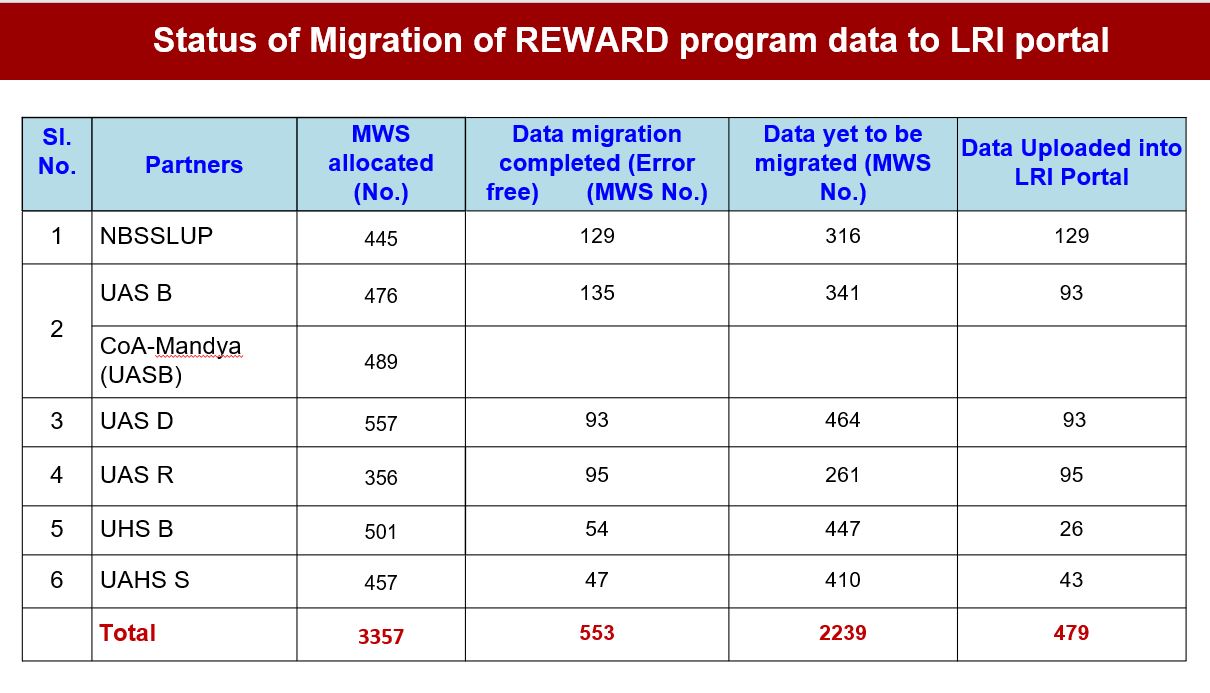 Status of Migration of REWARD program data to LRI portal
Sl. No. Partners MWS allocated (No.) Data migration completed (Error free) (MWS No.) Data yet to be migrated (MWS No.) Data Uploaded into LRI Portal
1 NBSSLUP 445 129 316 129
2 UAS B 476 135 341 93
CoA-Mandya (UASB) 489
3 UAS D 557 93 464 93
4 UAS R 356 95 261 95
5 UHS B 501 54 447 26
6 UAHS S 457 47 410 43
Total 3357 553 2239 479